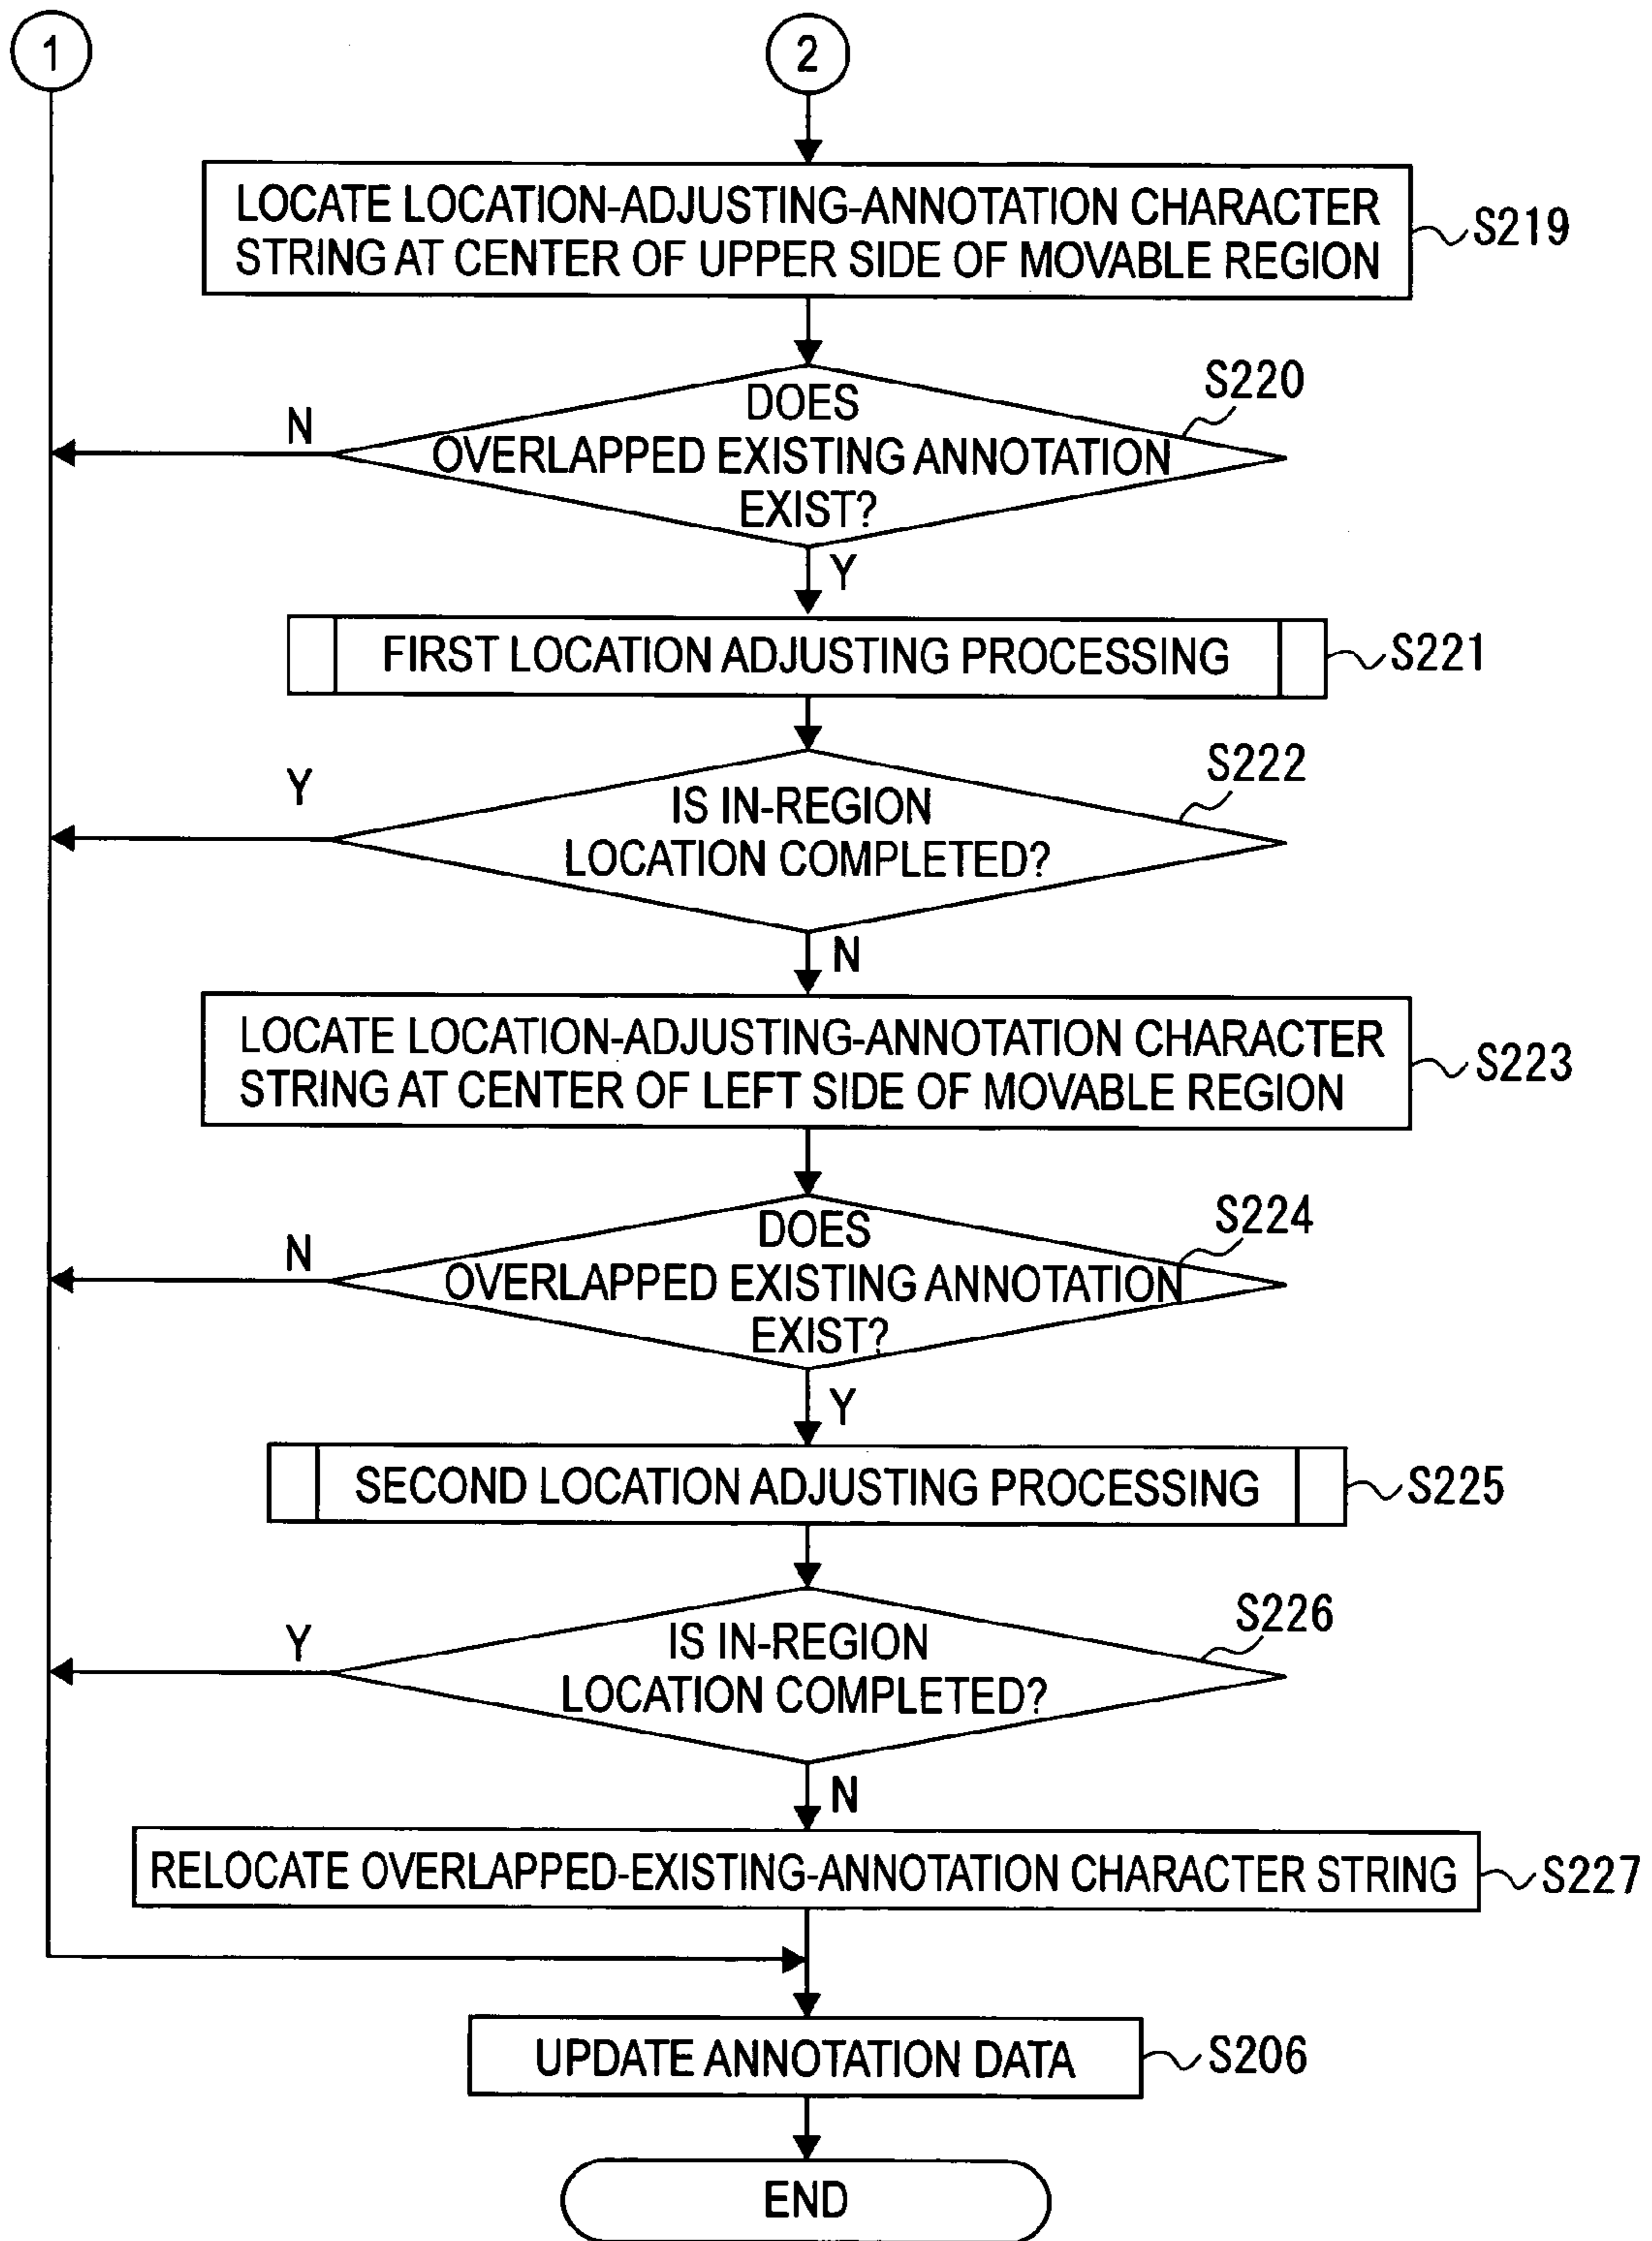 1
2
LOCATE LOCATION-ADJUSTING-ANNOTATION CHARACTER
STRING AT CENTER OF UPPER SIDE OF MOVABLE REGION
S219
S220
DOES
N
OVERLAPPED EXISTING ANNOTATION
EXIST?
Y
FIRST LOCATION ADJUSTING PROCESSING
S221
S222
Y
IS IN-REGION
LOCATION COMPLETED?
N
LOCATE LOCATION-ADJUSTING-ANNOTATION CHARACTER
STRING AT CENTER OF LEFT SIDE OF MOVABLE REGION
S223
S224
DOES
N
OVERLAPPED EXISTING ANNOTATION
EXIST?
Y
SECOND LOCATION ADJUSTING PROCESSING
S225
S226
Y
IS IN-REGION
LOCATION COMPLETED?
N
RELOCATE OVERLAPPED-EXISTING-ANNOTATION CHARACTER STRING
S227
UPDATE ANNOTATION DATA
S206
END